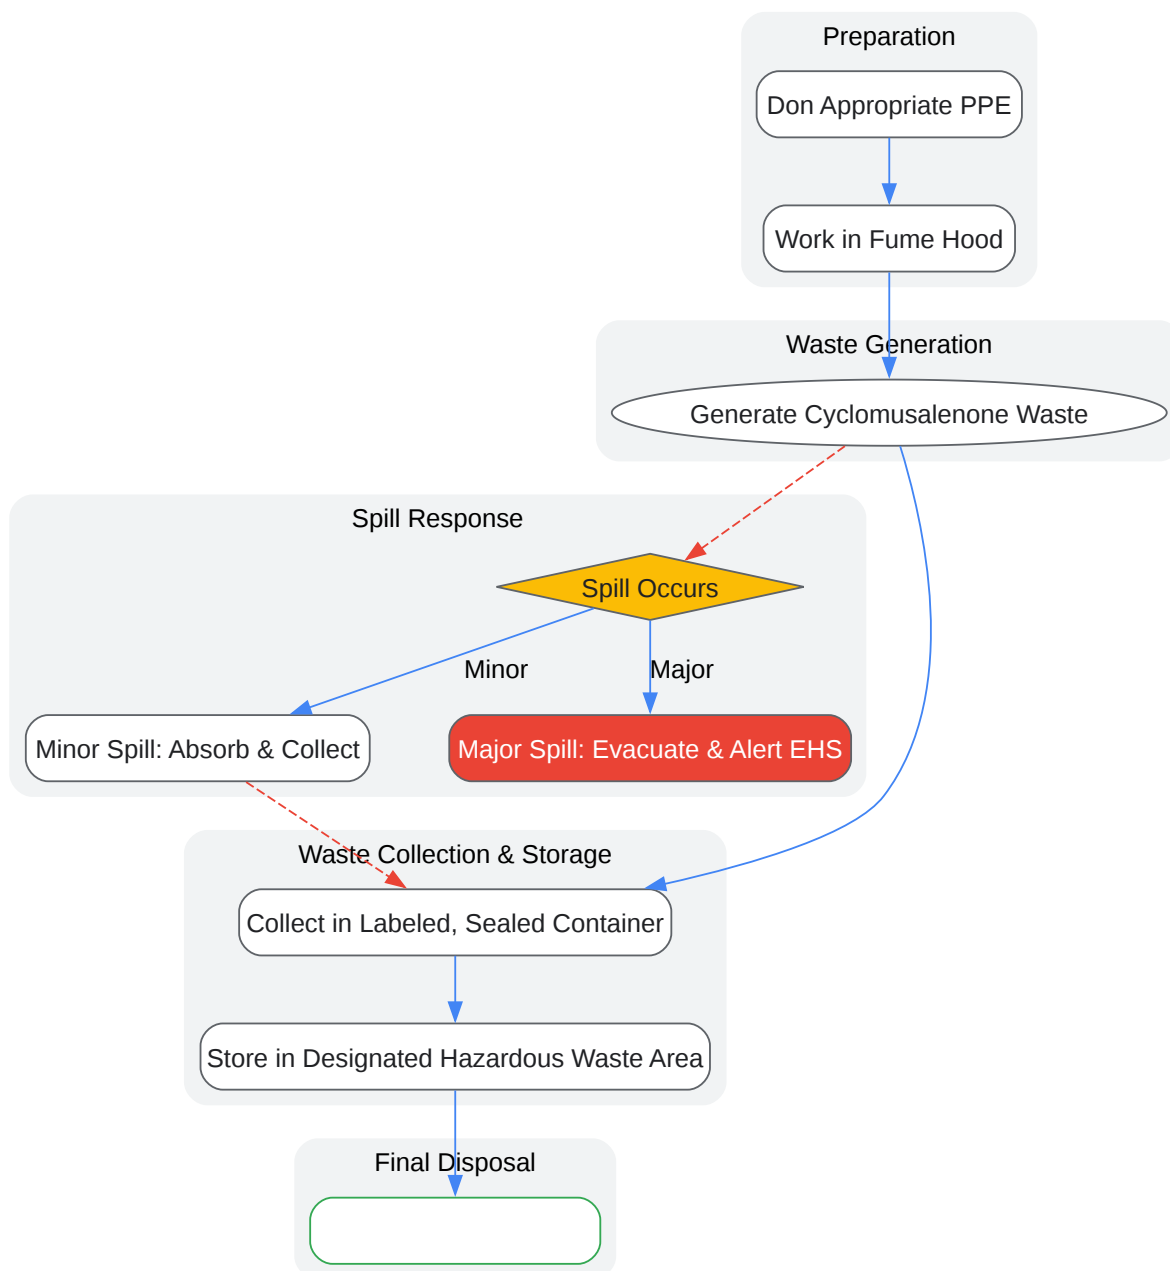 Preparation
Don Appropriate PPE
Work in Fume Hood
Waste Generation
Generate Cyclomusalenone Waste
Spill Response
Spill Occurs
Minor
Major
Minor Spill: Absorb & Collect
Major Spill: Evacuate & Alert EHS
Waste Collection & Storage
Collect in Labeled, Sealed Container
Store in Designated Hazardous Waste Area
Final Disposal